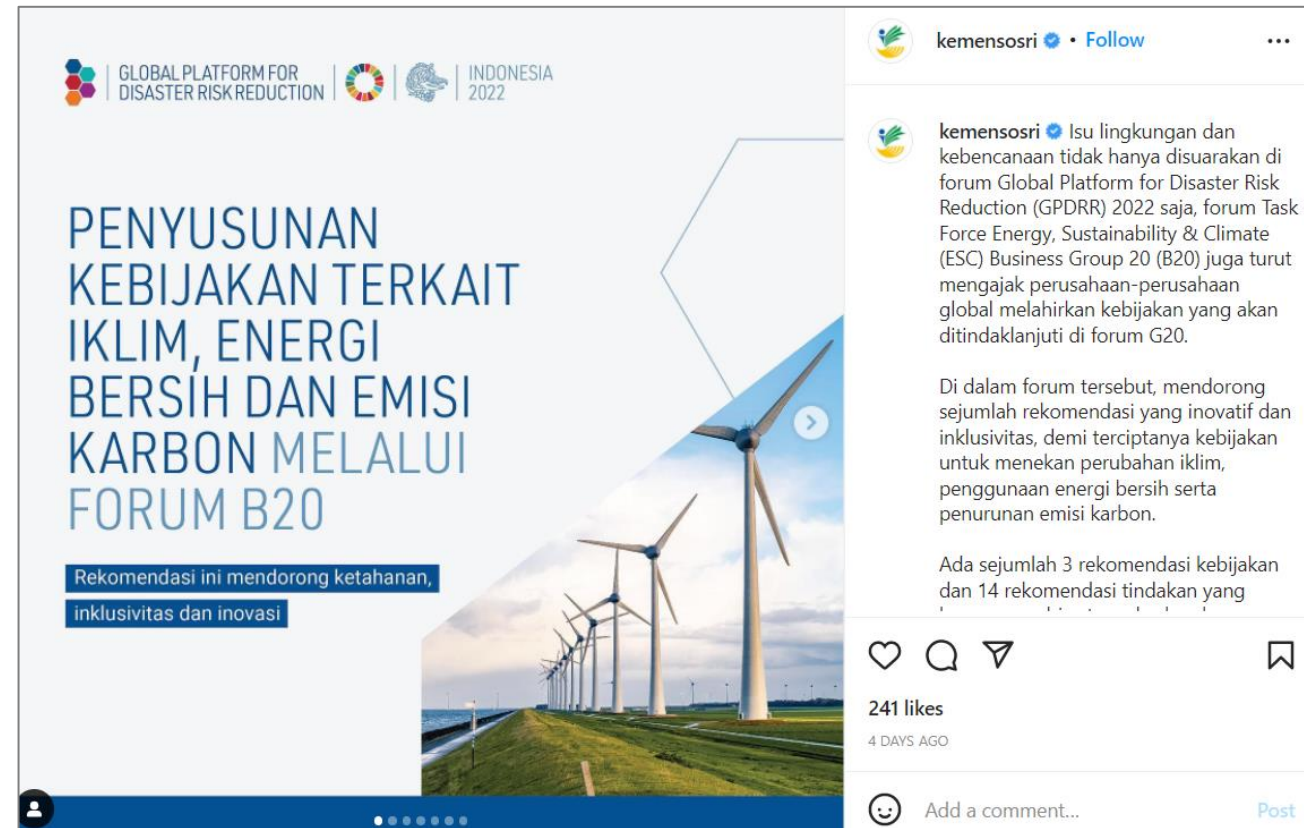 GLOBAL PLATFORM FOR
DISASTER RISK REDUCTION
INDONESIA
2022
PENYUSUNAN
KEBIJAKAN TERKAIT
IKLIM, ENERGI
BERSIH DAN EMISI
KARBON MELALUI
FORUM B20
Rekomendasi ini mendorong ketahanan,
inklusivitas dan inovasi
kemensosri • Follow
kemensosri Isu lingkungan dan
kebencanaan tidak hanya disuarakan di
forum Global Platform for Disaster Risk
Reduction (GPDRR) 2022 saja, forum Task
Force Energy, Sustainability & Climate
(ESC) Business Group 20 (B20) juga turut
mengajak perusahaan-perusahaan
global melahirkan kebijakan yang akan
ditindaklanjuti di forum G20.
Di dalam forum tersebut, mendorong
sejumlah rekomendasi yang inovatif dan
inklusivitas, demi terciptanya kebijakan
untuk menekan perubahan iklim,
penggunaan energi bersih serta
penurunan emisi karbon.
Ada sejumlah 3 rekomendasi kebijakan
dan 14 rekomendasi tindakan yang
241 likes
4 DAYS AGO
Add a comment...
Post